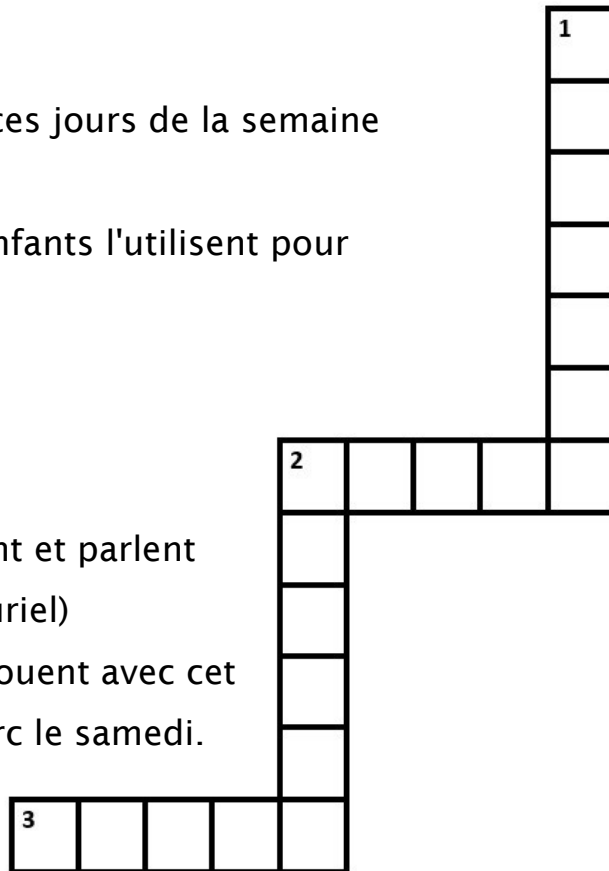 1
ces jours de la semaine
nfants l'utilisent pour
2
nt et parlent
uriel)
ouent avec cet
rc le samedi.
3